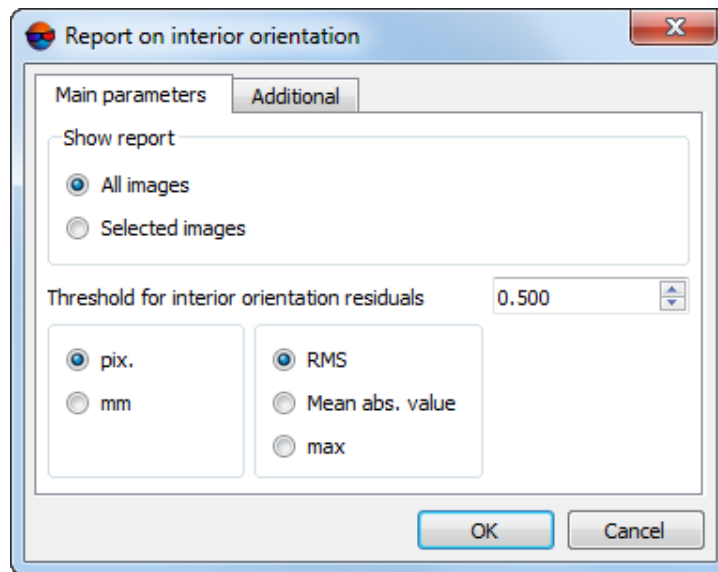 Report on interior orientation
Main parameters Additional
Show report
All images
Selected images
Threshold for interior orientation residuals 0.500
pix. RMS
mm Mean abs. value
max
OK Cancel